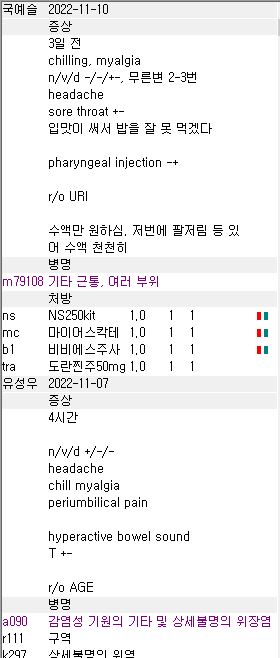 국예슬 2022-11-10
증상
3일 전
chilling, myalgia
n/v/d -/-/+-, 무른변 2-3번
headache
sore throat +-
입맛이 써서 밥을 잘 못 먹겠다
pharyngeal injection -+
r/o URI
수액만 원하심, 저번에 팔저림 등 있
어 수액 천천히
병명
m79108 기타 근통, 여러 부위
처방
ns NS250kit 1.0 1 1
mc 마이어스칵테 1.0 1 1
b1 비비에스주사 1.0 1 1
tra 도란찐주50mg 1.0 1 1
유성우 2022-11-07
증상
4시간
n/v/d +/-/-
headache
chill myalgia
periumbilical pain
hyperactive bowel sound
T +-
r/o AGE
병명
a090 감염성 기원의 기타 및 상세불명의 위장염
r111 구역
k297 상세불명의 위염